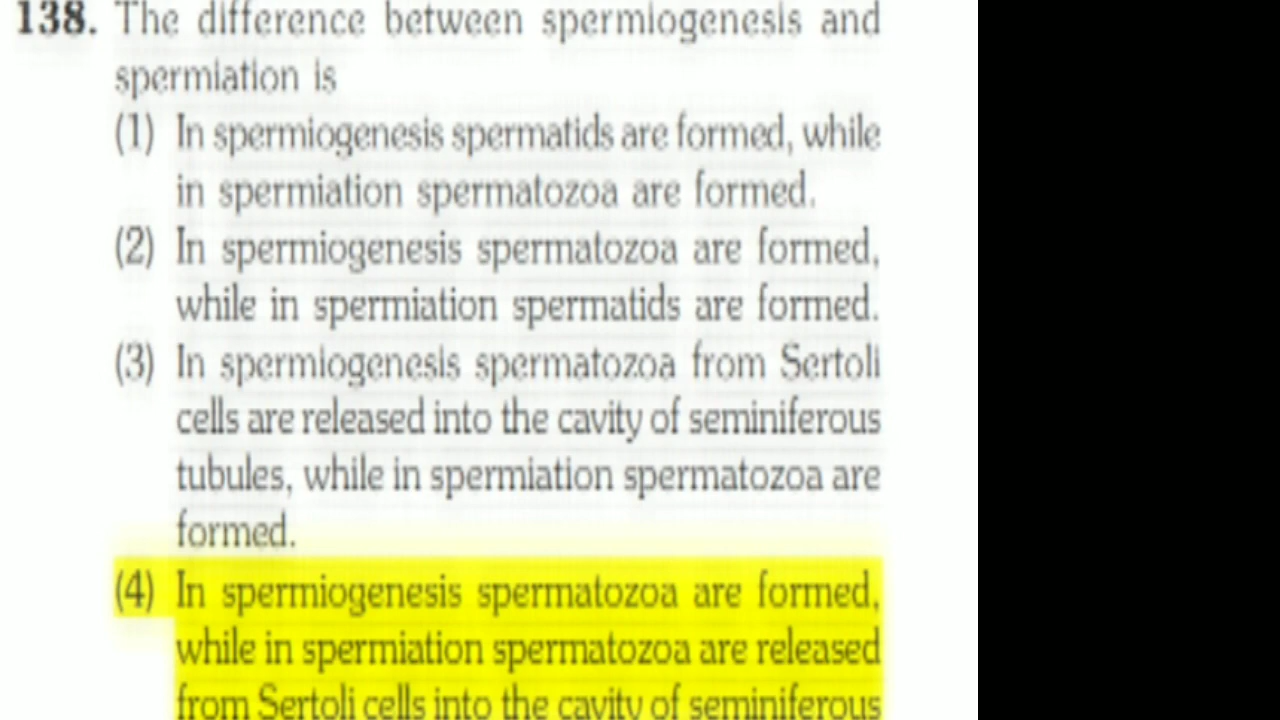 138. The difference between spermiogenesis and
spermiation is
(1) In spermiogenesis spermatids are formed, while
in spermiation spermatozoa are formed.
(2) In spermiogenesis spermatozoa are formed,
while in spermiation spermatids are formed.
(3) In spermiogenesis spermatozoa from Sertoli
cells are released into the cavity of seminiferous
tubules, while in spermiation spermatozoa are
formed.
(4) In spermiogenesis spermatozoa are formed,
while in spermiation spermatozoa are released
from Sertoli cells into the cavity of seminiferous